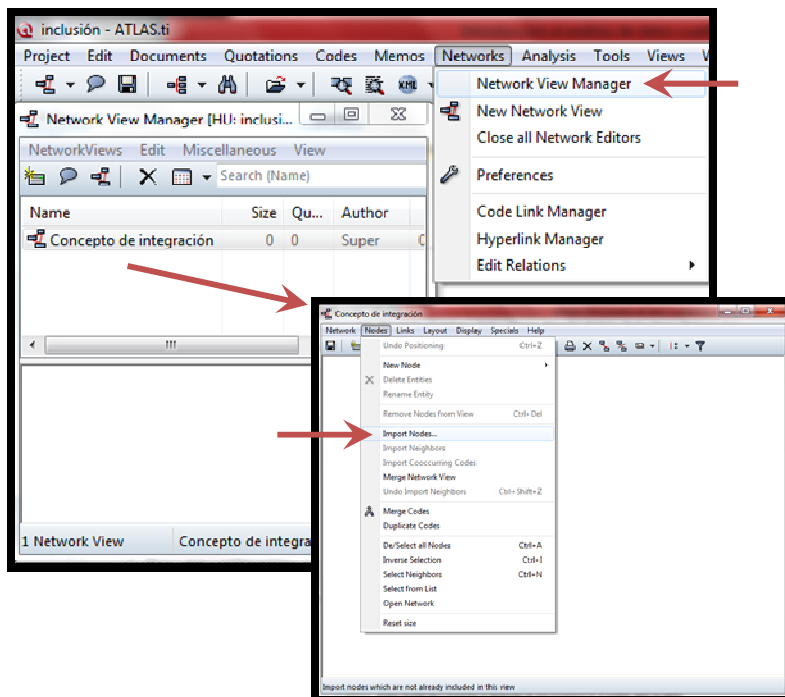 inclusión - ATLAS.ti
Project Edit Documents Quotations Codes Memos Networks Analysis Tools Views
XML
Network View Manager
New Network View
Close all Network Editors
Preferences
Code Link Manager
Hyperlink Manager
Edit Relations
Network View Manager [HU: inclusi...
NetworkViews Edit Miscellaneous View
Search (Name)
Name Size Qu... Author
Concepto de integración 0 0 Super
1 Network View Concepto de integra
Concepto de integración
Network Nodes Links Layout Display Specials Help
Undo Positioning Ctrl+Z
New Node
Delete Entities
Rename Entity
Remove Nodes from View Ctrl+Del
Import Nodes...
Import Neighbors
Import Cooccurring Codes
Merge Network View
Undo Import Neighbors Ctrl+Shift+Z
Merge Codes
Duplicate Codes
De/Select all Nodes Ctrl+A
Inverse Selection Ctrl+I
Select Neighbors Ctrl+N
Select from List
Open Network
Reset size
Import nodes which are not already included in this view